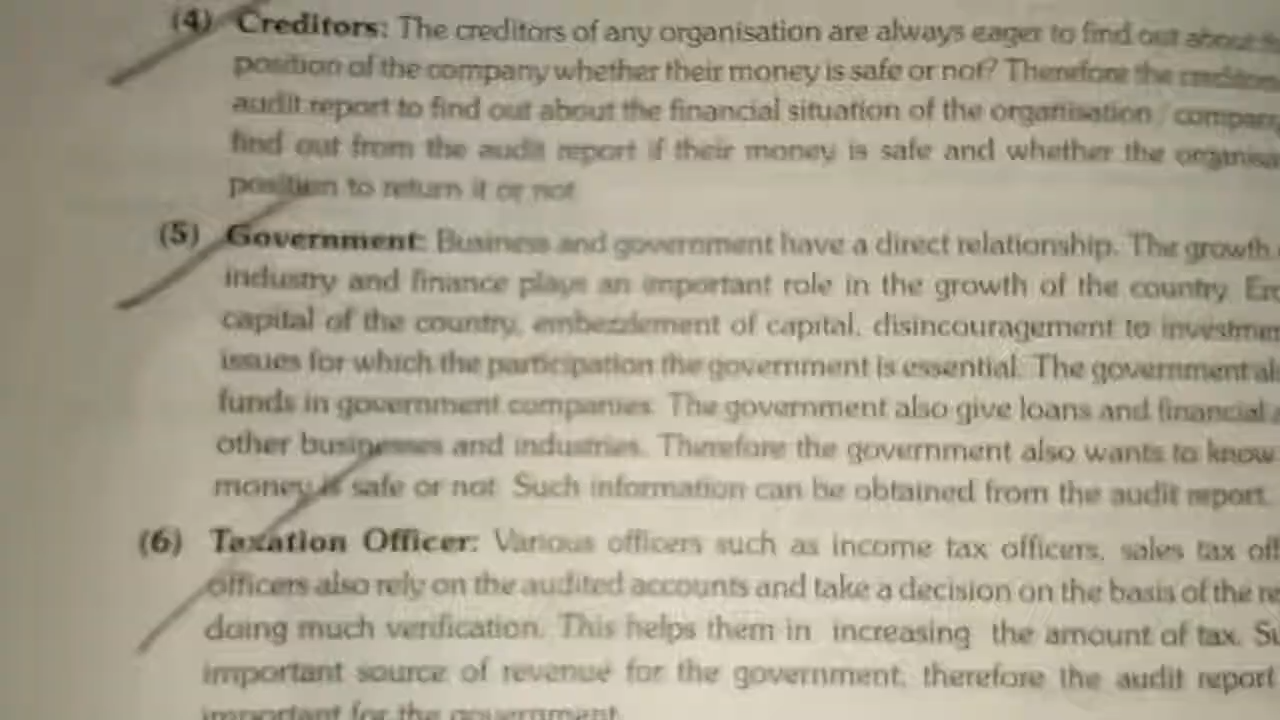 (4) Creditors: The creditors of any organisation are always eager to find out about
position of the company whether their money is safe or not? Therefore the creditors
audit report to find out about the financial situation of the organisation / company
find out from the audit report if their money is safe and whether the
position to return it or not
(5) Government: Business and government have a direct relationship. The growth
industry and finance plays an important role in the growth of the country.
capital of the country, embezzlement of capital, disincouragement to
issues for which the participation the government is essential. The government
funds in government companies. The government also give loans and financial
other businesses and industries. Therefore the government also wants to know
money is safe or not. Such information can be obtained from the audit report.
(6) Taxation Officer: Various officers such as income tax officers, sales tax
officers also rely on the audited accounts and take a decision on the basis of the
doing much verification. This helps them in increasing the amount of tax.
important source of revenue for the government, therefore the audit report
important for the government.